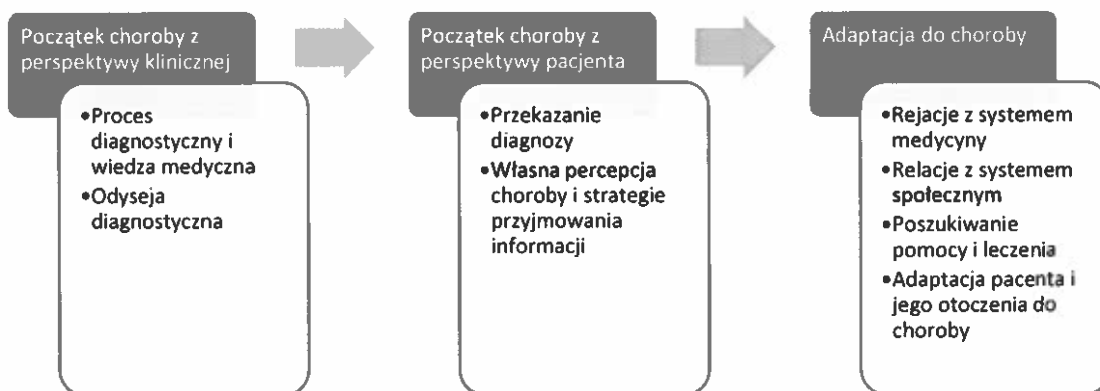 Początek choroby z
perspektywy klinicznej
•Proces
diagnostyczny i
wiedza medyczna
•Odyseja
diagnostyczna
Początek choroby z
perspektywy pacjenta
•Przekazanie
diagnozy
•Własna percepcja
choroby i strategie
przyjmowania
informacji
Adaptacja do choroby
•Rejacje z systemem
medycyny
•Relacje z systemem
społecznym
•Poszukiwanie
pomocy i leczenia
•Adaptacja pacenta i
jego otoczenia do
choroby